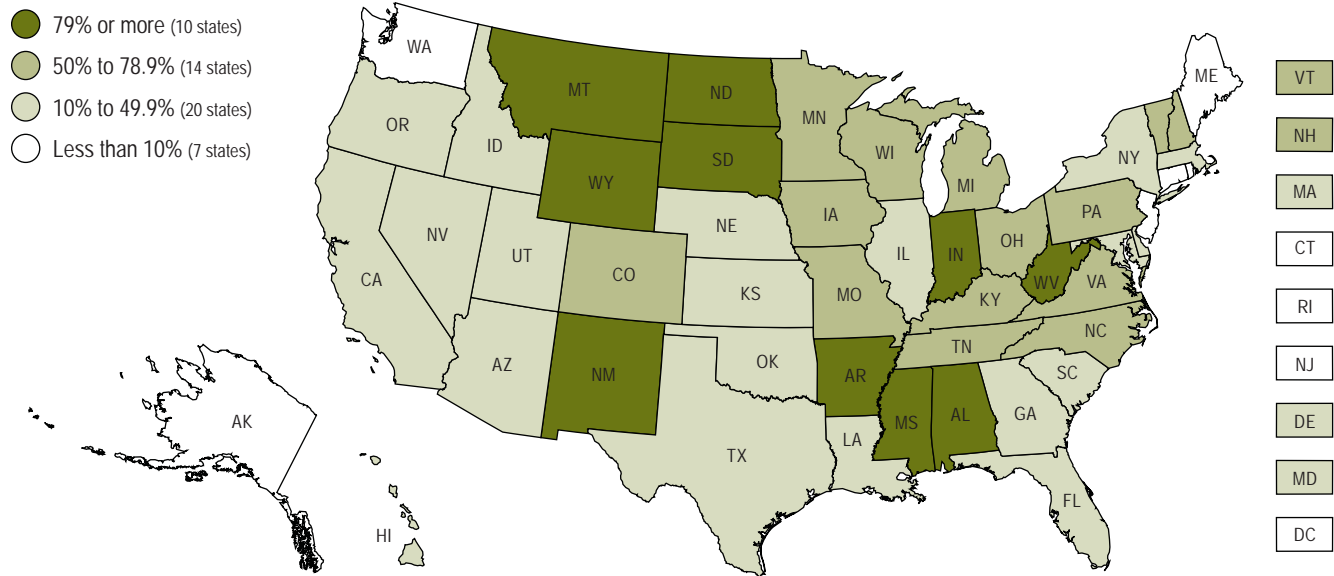 79% or more (10 states)
50% to 78.9% (14 states)
10% to 49.9% (20 states)
Less than 10% (7 states)
WA
OR
ID
MT
ND
MN
WI
MI
NY
ME
SD
WY
NE
IA
NV
UT
CO
CA
KS
MO
IL
IN
OH
PA
WV
VA
KY
NC
TN
SC
AZ
NM
OK
AR
MS
AL
GA
TX
LA
FL
AK
HI
VT
NH
MA
CT
RI
NJ
DE
MD
DC